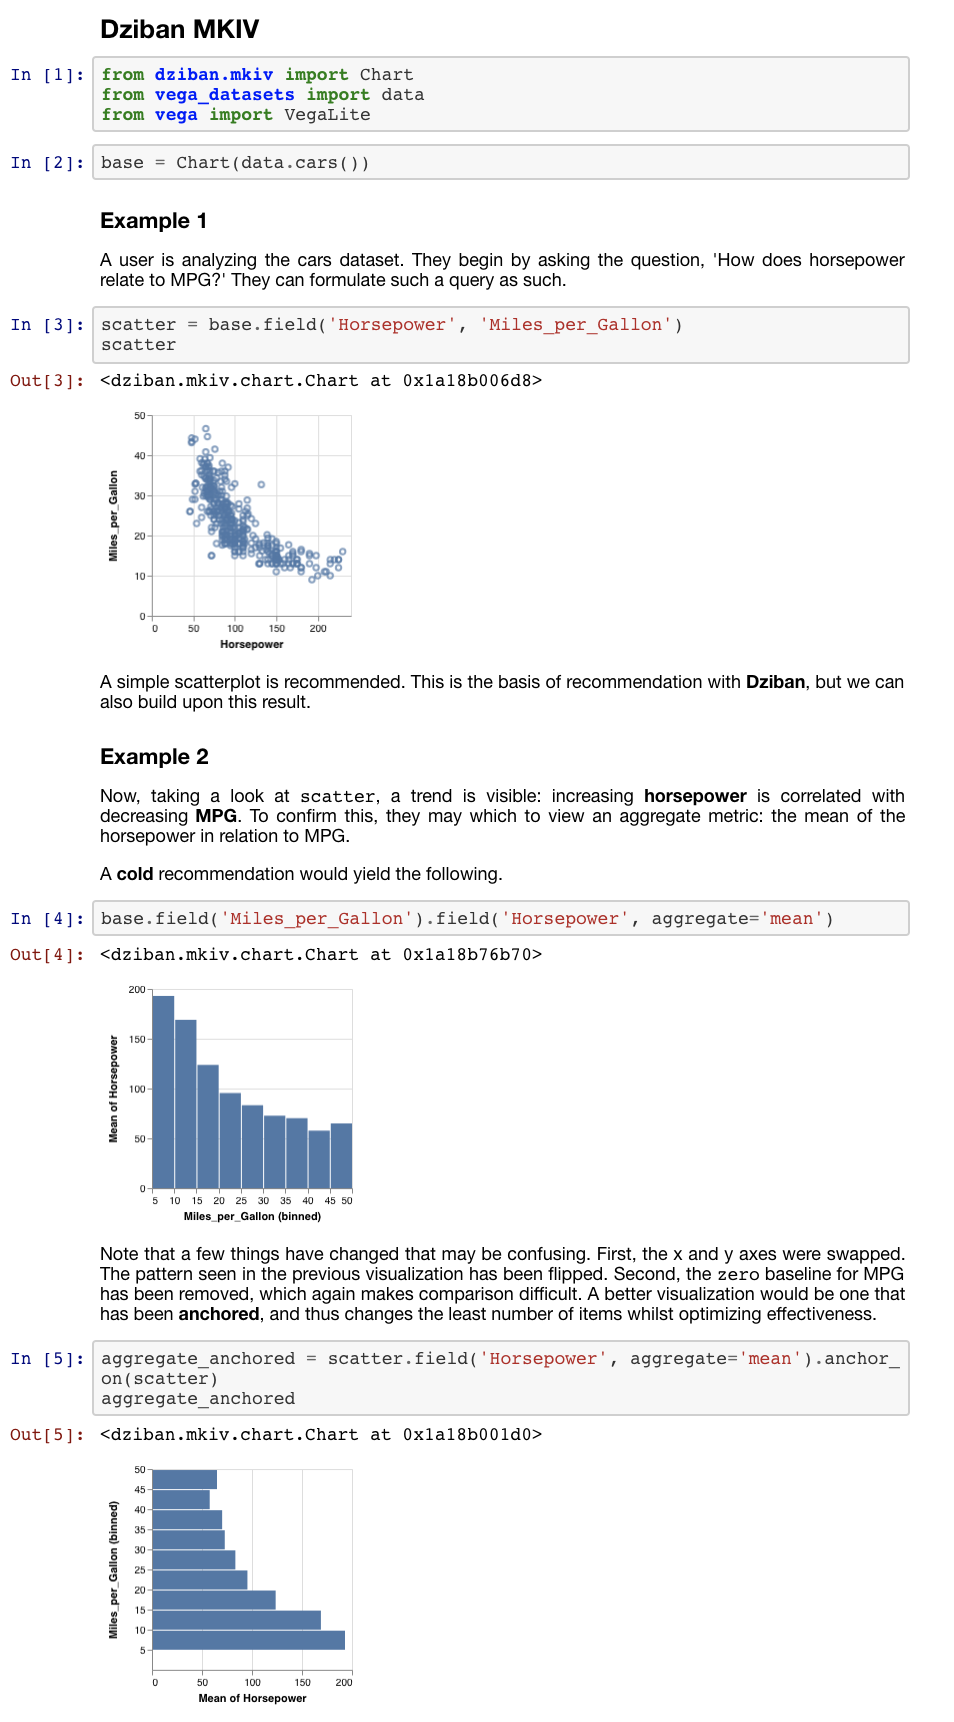 Dziban MKIV
In [1]: from dziban.mkiv import Chart
from vega_datasets import data
from vega import VegaLite
In [2]: base = Chart(data.cars())
Example 1
A user is analyzing the cars dataset. They begin by asking the question, 'How does horsepower
relate to MPG?' They can formulate such a query as such.
In [3]: scatter = base.field('Horsepower', 'Miles_per_Gallon')
scatter
Out[3]: <dziban.mkiv.chart.Chart at 0x1a18b006d8>
50
40
30
20
10
0
Miles_per_Gallon
0 50 100 150 200
Horsepower
A simple scatterplot is recommended. This is the basis of recommendation with Dziban, but we can
also build upon this result.
Example 2
Now, taking a look at scatter, a trend is visible: increasing horsepower is correlated with
decreasing MPG. To confirm this, they may which to view an aggregate metric: the mean of the
horsepower in relation to MPG.
A cold recommendation would yield the following.
In [4]: base.field('Miles_per_Gallon').field('Horsepower', aggregate='mean')
Out[4]: <dziban.mkiv.chart.Chart at 0x1a18b76b70>
200
150
100
50
0
Mean of Horsepower
5 10 15 20 25 30 35 40 45 50
Miles_per_Gallon (binned)
Note that a few things have changed that may be confusing. First, the x and y axes were swapped.
The pattern seen in the previous visualization has been flipped. Second, the zero baseline for MPG
has been removed, which again makes comparison difficult. A better visualization would be one that
has been anchored, and thus changes the least number of items whilst optimizing effectiveness.
In [5]: aggregate_anchored = scatter.field('Horsepower', aggregate='mean').anchor_
on(scatter)
aggregate_anchored
Out[5]: <dziban.mkiv.chart.Chart at 0x1a18b001d0>
50
45
40
35
30
25
20
15
10
5
Miles_per_Gallon (binned)
0 50 100 150 200
Mean of Horsepower